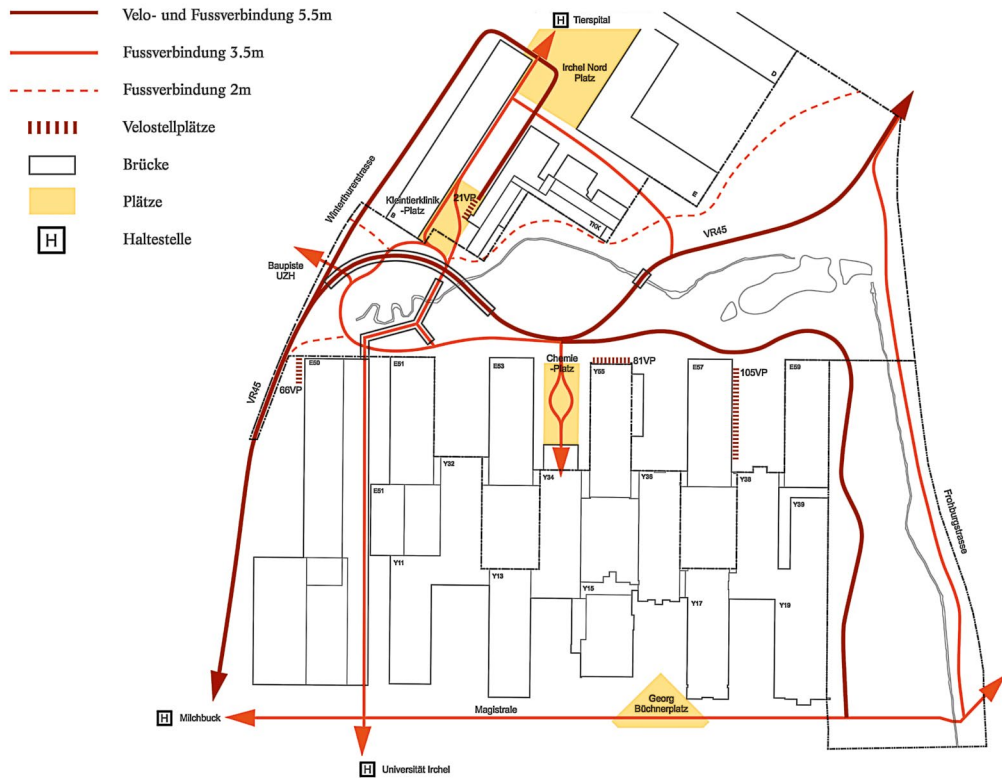 Velo- und Fussverbindung 5.5m
Fussverbindung 3.5m
Fussverbindung 2m
Velostellplätze
Brücke
Plätze
H Haltestelle
H Tierspital
Irchel Nord
Platz
D
E
Winterthurerstrasse
Kleintierklinik
-Platz
21VP
B
TKX
VR45
Baupiste
UZH
VR45
66VP
E50
E51
E53
Chemie
-Platz
81VP
Y55
E57
105VP
E59
Y32
E51
Y34
Y36
Y38
Y39
Frohburgstrasse
Y11
Y13
Y15
Y17
Y19
Georg
Büchnerplatz
Magistrale
H Milchbuck
H Universität Irchel